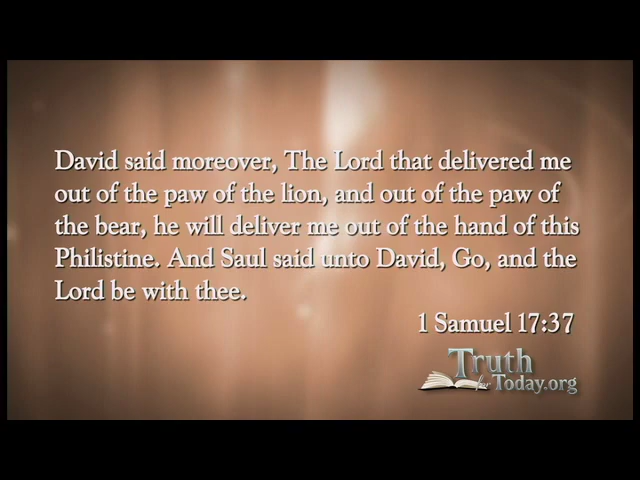 David said moreover, The Lord that delivered me
out of the paw of the lion, and out of the paw of
the bear, he will deliver me out of the hand of this
Philistine. And Saul said unto David, Go, and the
Lord be with thee.
1 Samuel 17:37
Truth
for Today.org